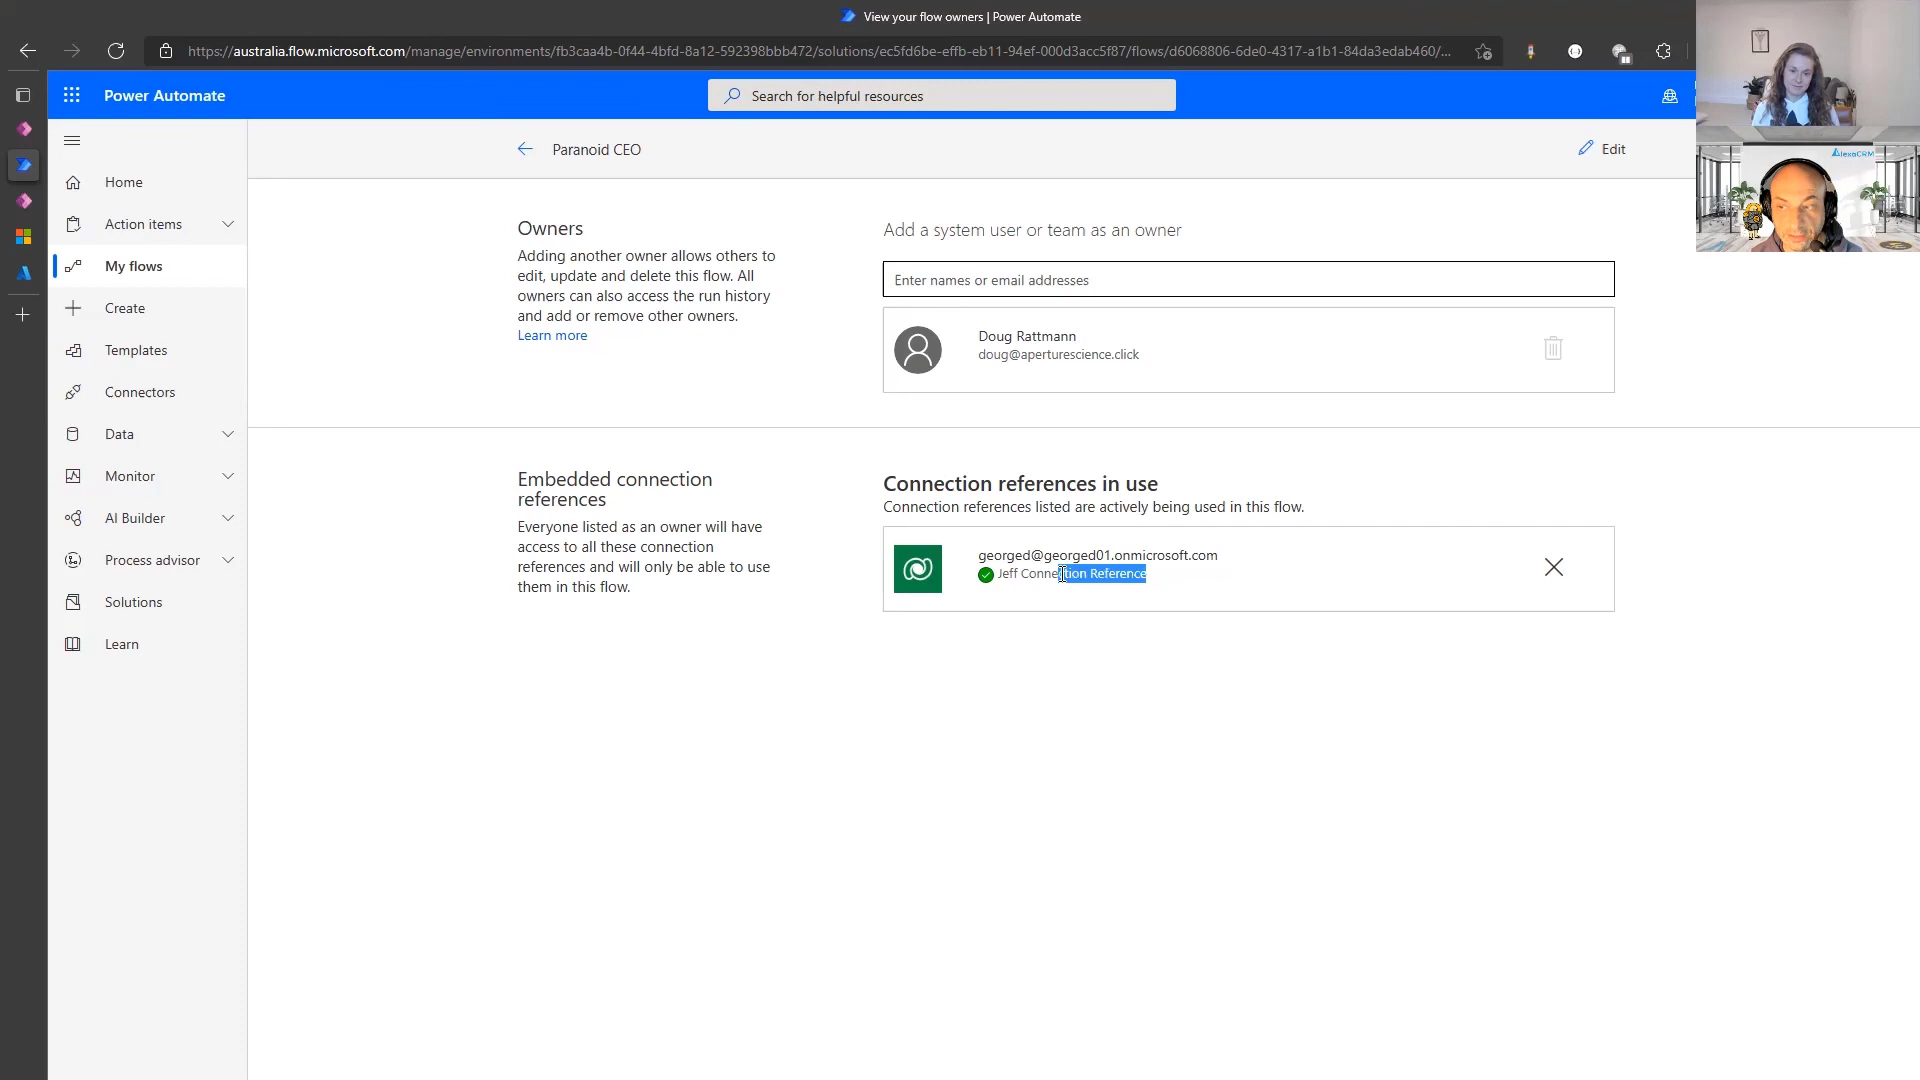 View your flow owners | Power Automate
https://australia.flow.microsoft.com/manage/environments/fb3caa4b-0f44-4bfd-8a12-592398bbb472/solutions/ec5fd6be-effb-eb11-94ef-000d3acc5f87/flows/d6068806-6de0-4317-a1b1-84da3edab460/...
Power Automate
Search for helpful resources
AlexaCRM
Paranoid CEO
Edit
Home
Action items
My flows
Create
Templates
Connectors
Data
Monitor
AI Builder
Process advisor
Solutions
Learn
Owners
Adding another owner allows others to
edit, update and delete this flow. All
owners can also access the run history
and add or remove other owners.
Learn more
Add a system user or team as an owner
Enter names or email addresses
Doug Rattmann
doug@aperturescience.click
Embedded connection
references
Everyone listed as an owner will have
access to all these connection
references and will only be able to use
them in this flow.
Connection references in use
Connection references listed are actively being used in this flow.
georged@georged01.onmicrosoft.com
Jeff Connection Reference